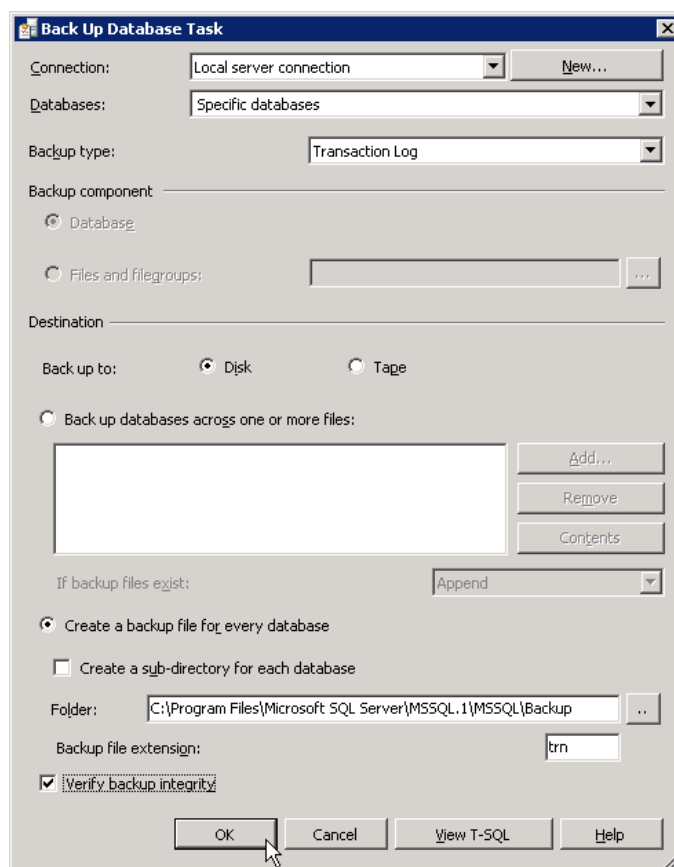 Back Up Database Task
Connection: Local server connection New...
Databases: Specific databases
Backup type: Transaction Log
Backup component
Database
Files and filegroups: ...
Destination
Back up to: Disk Tape
Back up databases across one or more files:
Add...
Remove
Contents
If backup files exist: Append
Create a backup file for every database
Create a sub-directory for each database
Folder: C:\Program Files\Microsoft SQL Server\MSSQL.1\MSSQL\Backup ..
Backup file extension: trn
Verify backup integrity
OK Cancel View T-SQL Help